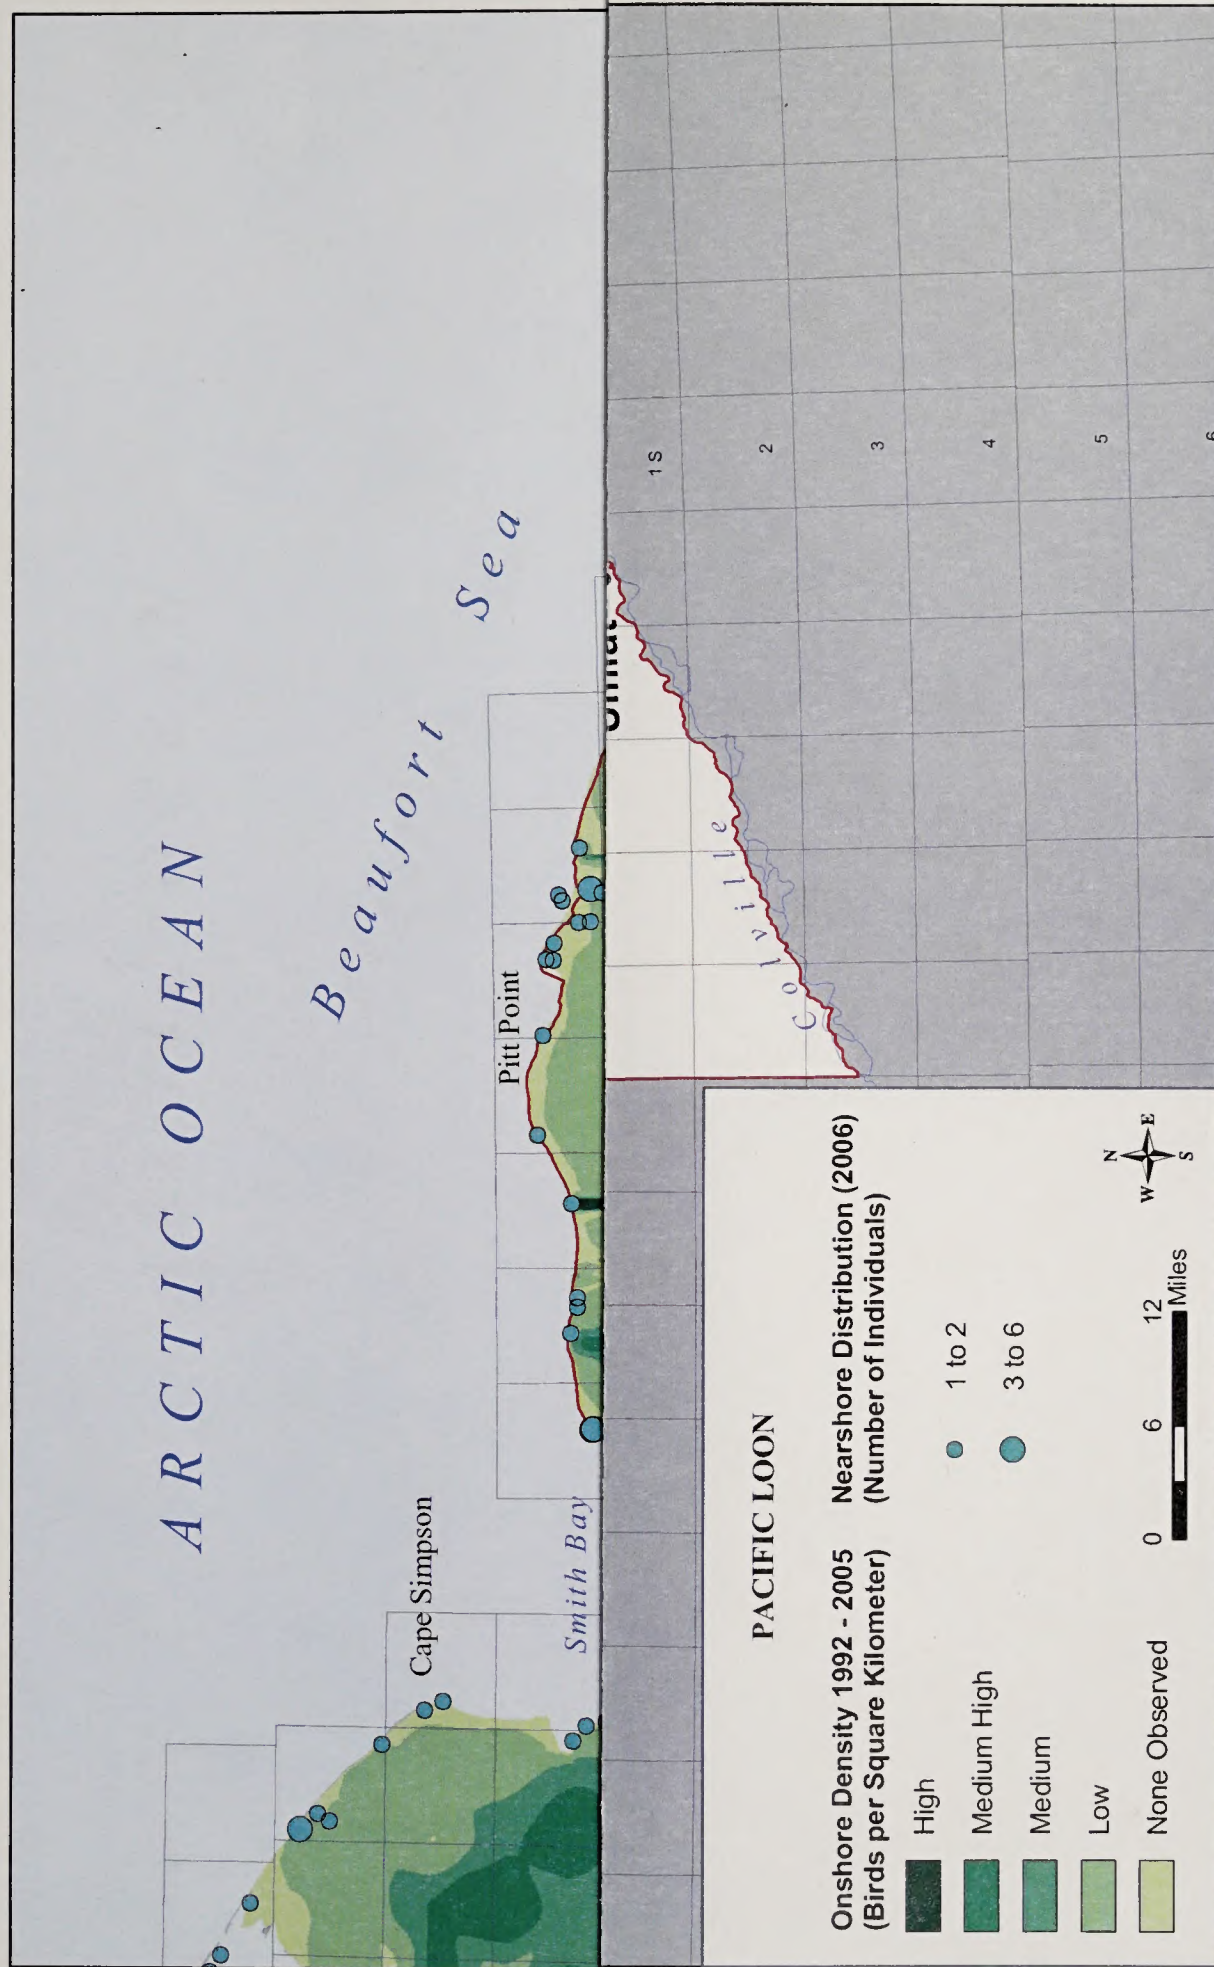 ARCTIC OCEAN
Beaufort Sea
Pitt Point
Cape Simpson
Smith Bay
Colville
1 S
2
3
4
5
6
PACIFIC LOON
Onshore Density 1992 - 2005
(Birds per Square Kilometer)
High
Medium High
Medium
Low
None Observed
Nearshore Distribution (2006)
(Number of Individuals)
1 to 2
3 to 6
0 6 12
Miles
N
W E
S